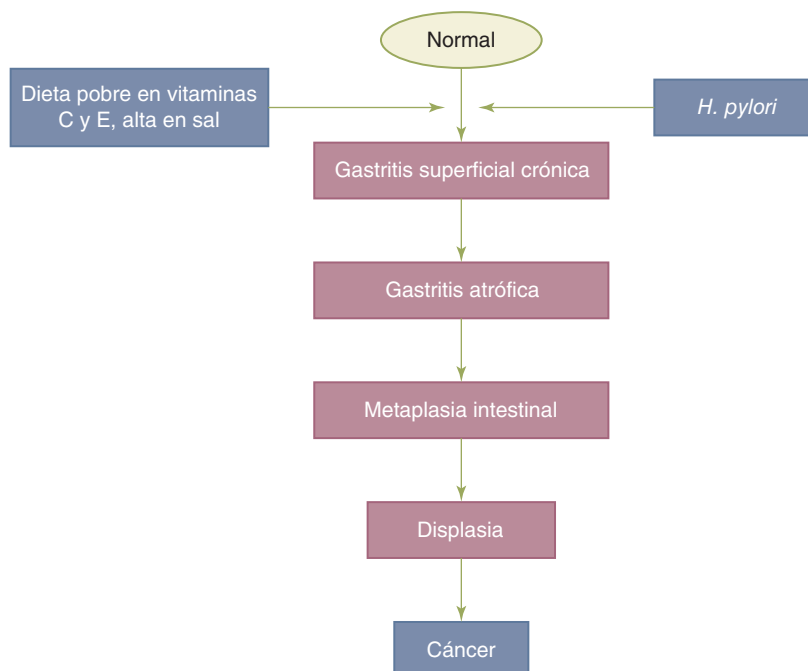 Normal
Dieta pobre en vitaminas
C y E, alta en sal
H. pylori
Gastritis superficial crónica
Gastritis atrófica
Metaplasia intestinal
Displasia
Cáncer